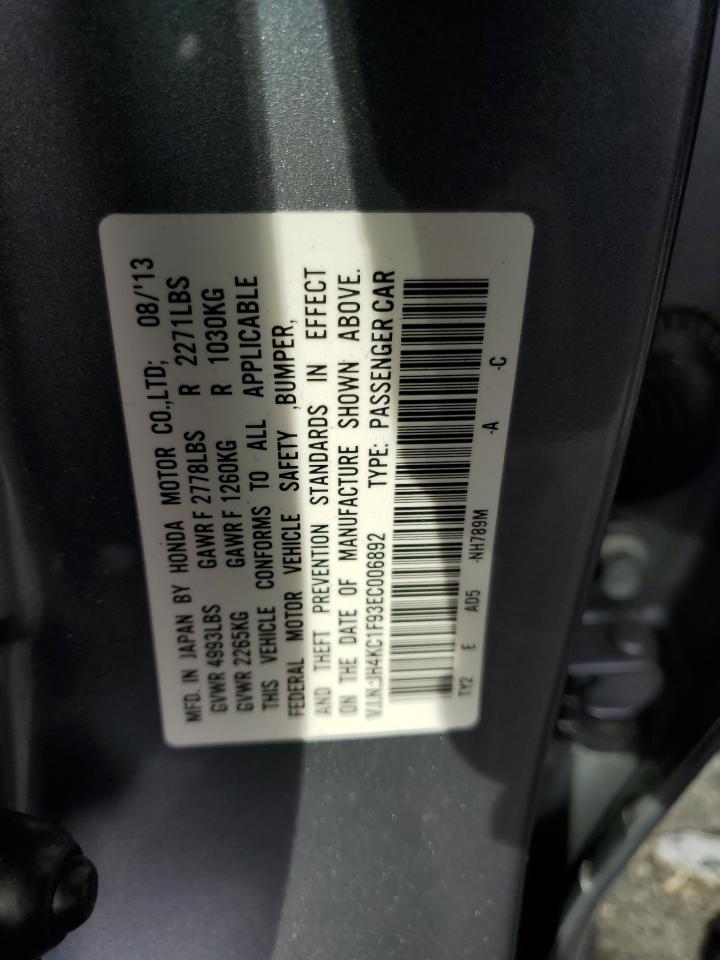 MFD. IN JAPAN BY HONDA MOTOR CO.,LTD; 08/'13
GVWR 4993LBS GAWR F 2778LBS R 2271LBS
GVWR 2265KG GAWR F 1260KG R 1030KG
THIS VEHICLE CONFORMS TO ALL APPLICABLE
FEDERAL MOTOR VEHICLE SAFETY ,BUMPER,
AND THEFT PREVENTION STANDARDS IN EFFECT
ON THE DATE OF MANUFACTURE SHOWN ABOVE.
V.I.N.:JH4KC1F93EC006892 TYPE: PASSENGER CAR
TY2 E AD5 -NH789M -A -C